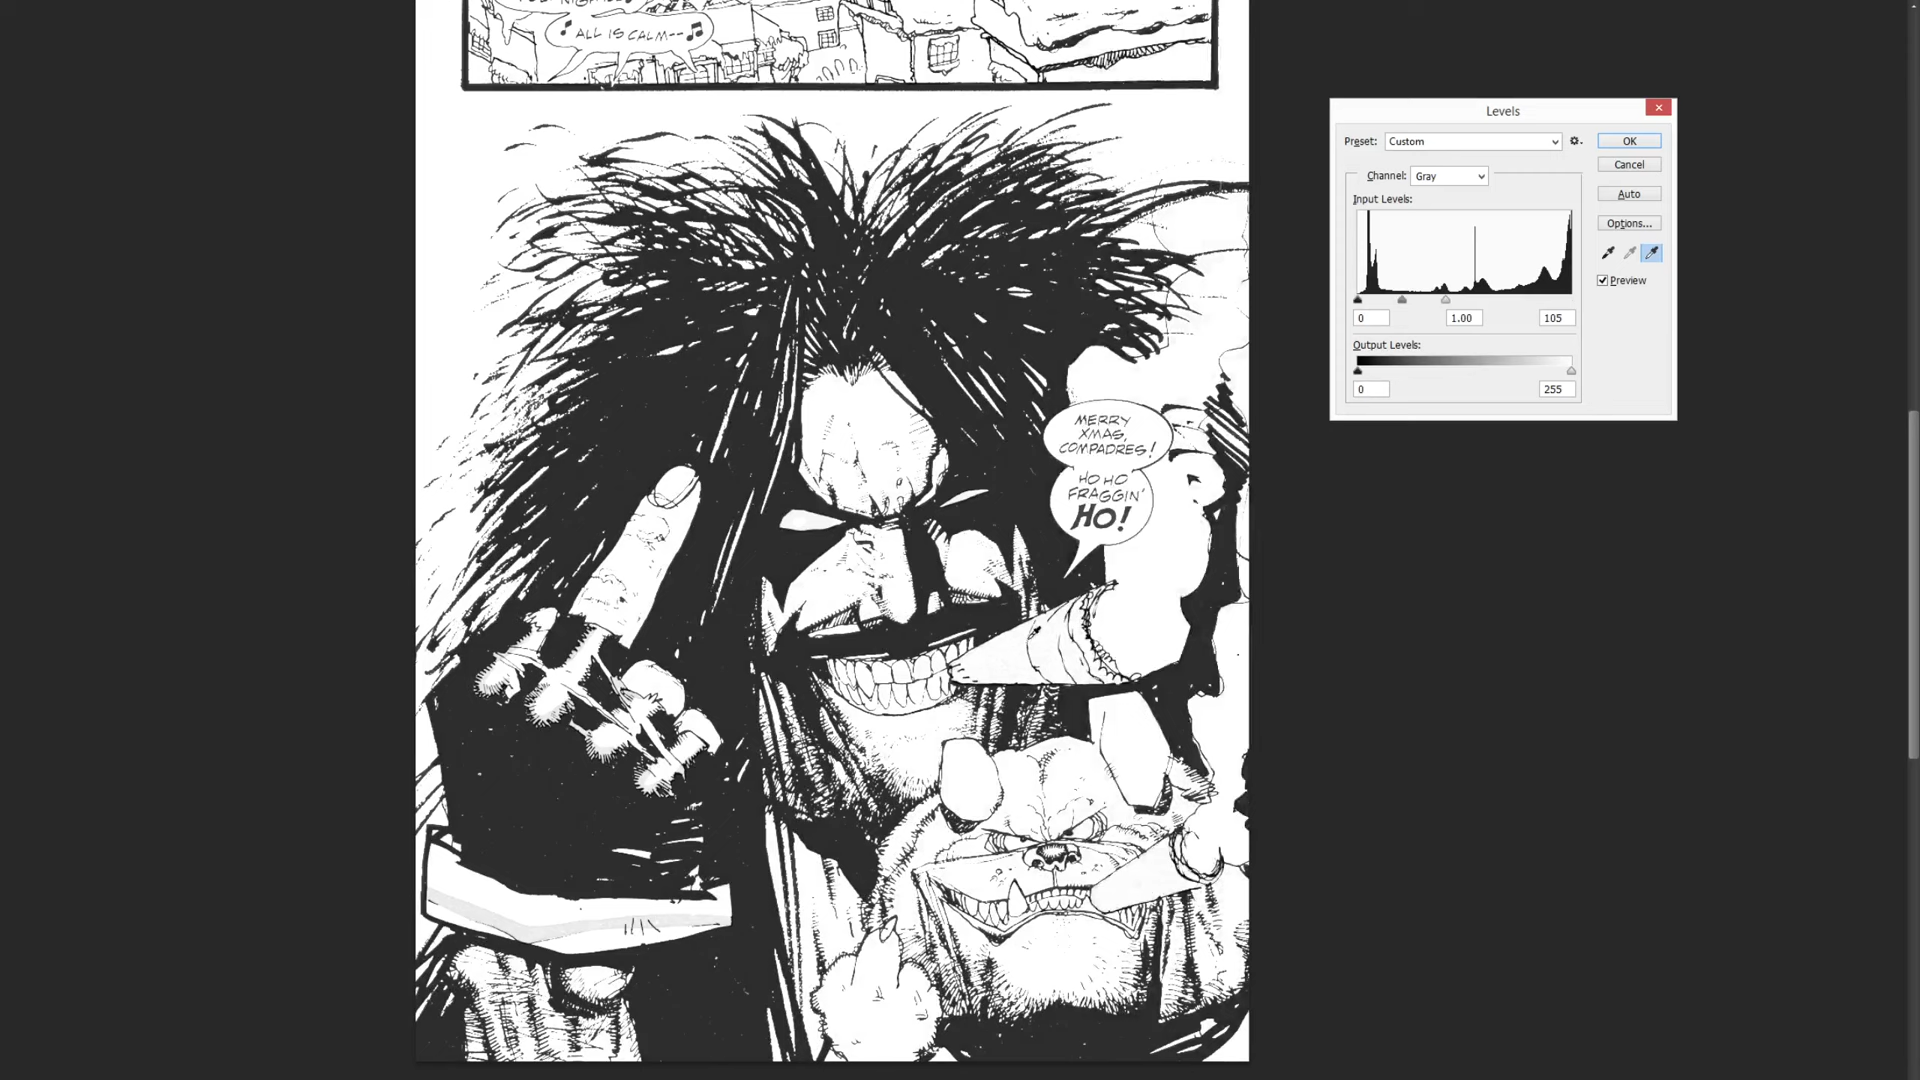 ALL IS CALM--
MERRY
XMAS,
COMPADRES!
HO HO
FRAGGIN'
HO!
Levels
Preset: Custom
OK
Cancel
Channel: Gray
Auto
Input Levels:
Options...
Preview
0 1.00 105
Output Levels:
0 255